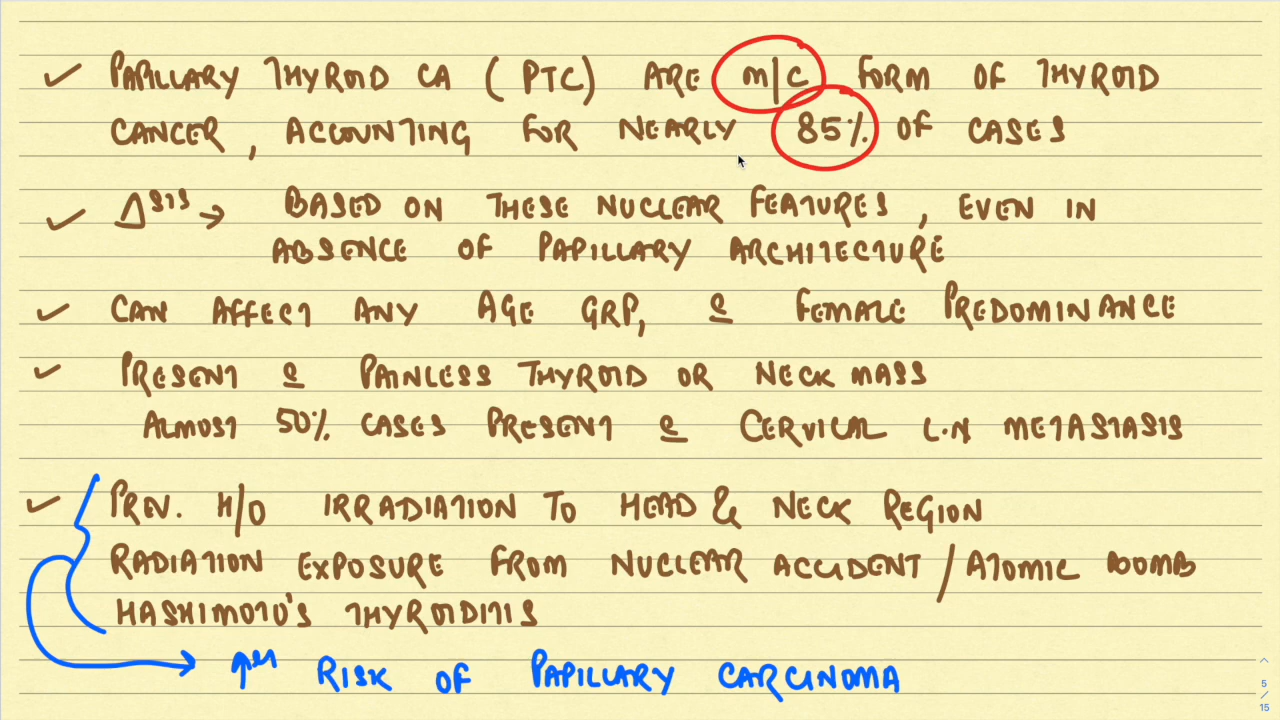 ✓ PAPILLARY THYROID CA ( PTC) ARE m/c FORM OF THYROID
CANCER, ACCOUNTING FOR NEARLY 85% OF CASES
✓ Δsis → BASED ON THESE NUCLEAR FEATURES, EVEN IN
ABSENCE OF PAPILLARY ARCHITECTURE
✓ CAN AFFECT ANY AGE GRP, c̲ FEMALE PREDOMINANCE
✓ PRESENT c̲ PAINLESS THYROID OR NECK MASS
ALMOST 50% CASES PRESENT c̲ CERVICAL L.N METASTASIS
✓ PREV. H/O IRRADIATION TO HEAD & NECK REGION
RADIATION EXPOSURE FROM NUCLEAR ACCIDENT / ATOMIC BOMB
HASHIMOTO'S THYROIDITIS
→ ↑ed RISK OF PAPILLARY CARCINOMA
5
/
15